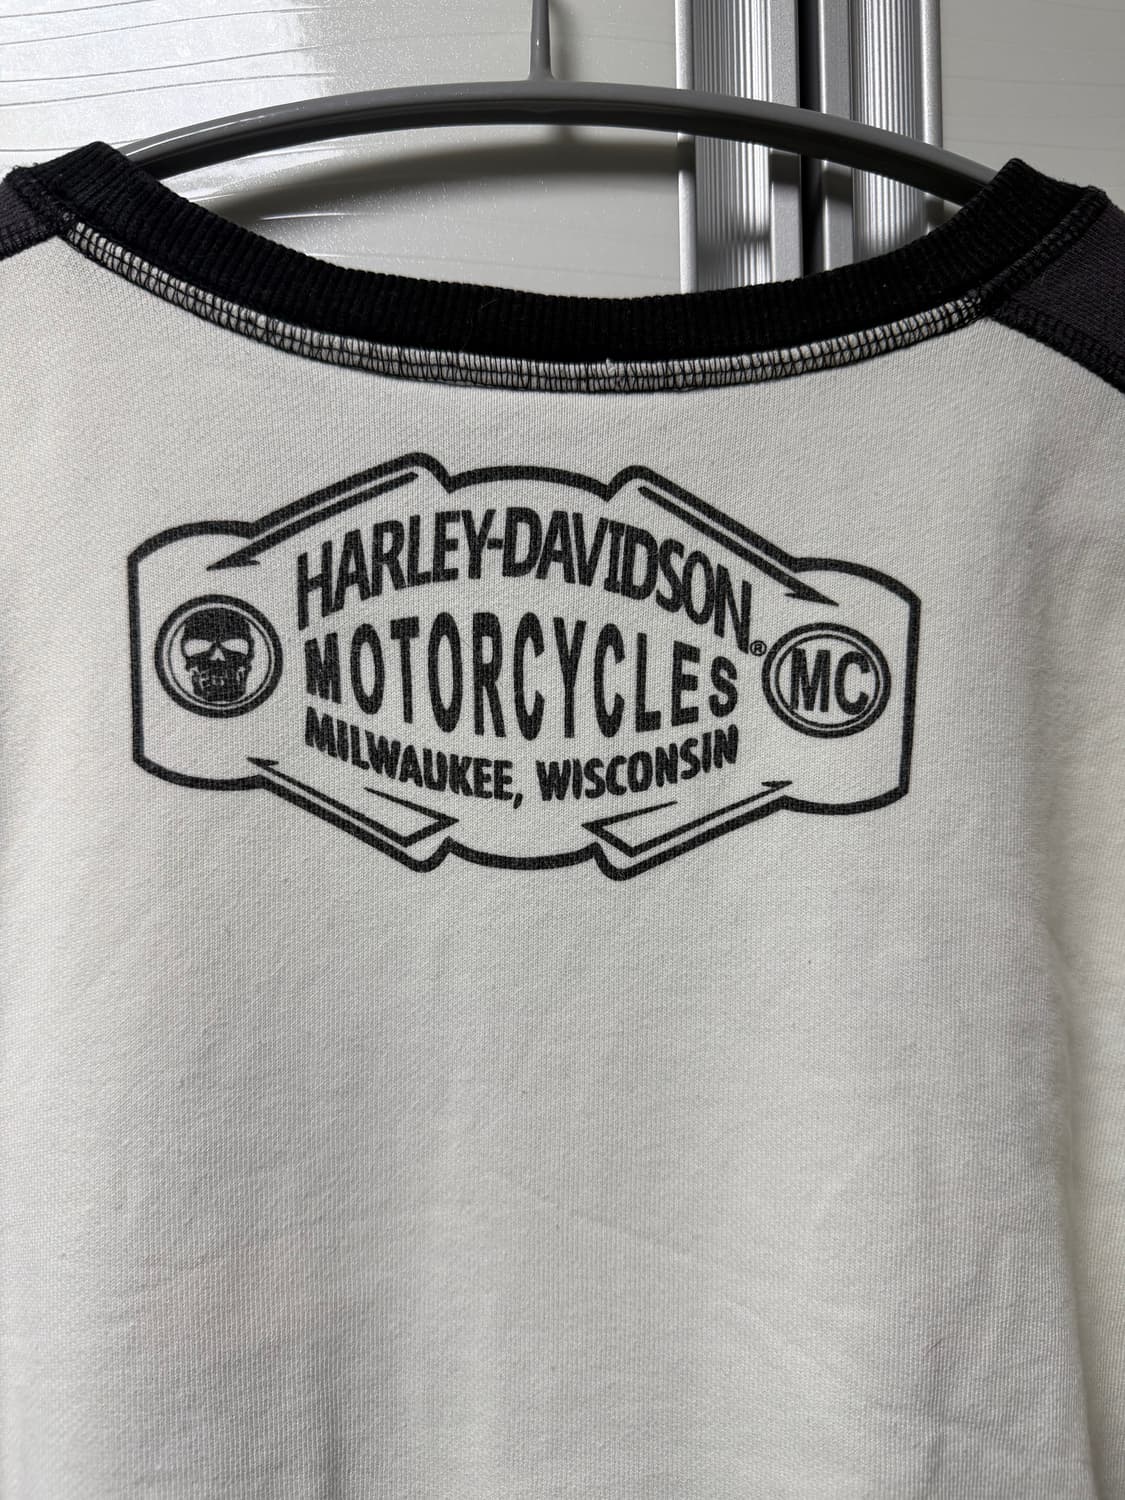 HARLEY-DAVIDSON®
MOTORCYCLES
MC
MILWAUKEE, WISCONSIN